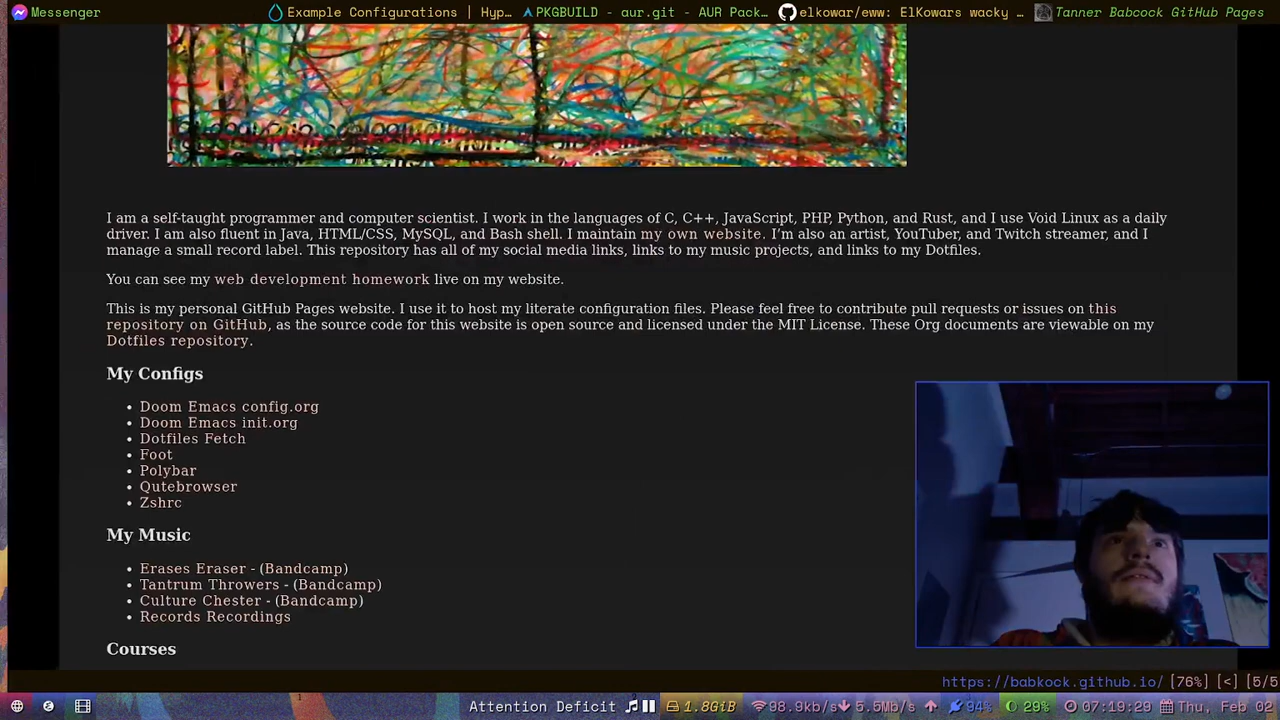 Messenger
Example Configurations | Hyp…
PKGBUILD - aur.git - AUR Pack…
elkowar/eww: ElKowars wacky …
Tanner Babcock GitHub Pages
I am a self-taught programmer and computer scientist. I work in the languages of C, C++, JavaScript, PHP, Python, and Rust, and I use Void Linux as a daily
driver. I am also fluent in Java, HTML/CSS, MySQL, and Bash shell. I maintain my own website. I’m also an artist, YouTuber, and Twitch streamer, and I
manage a small record label. This repository has all of my social media links, links to my music projects, and links to my Dotfiles.
You can see my web development homework live on my website.
This is my personal GitHub Pages website. I use it to host my literate configuration files. Please feel free to contribute pull requests or issues on this
repository on GitHub, as the source code for this website is open source and licensed under the MIT License. These Org documents are viewable on my
Dotfiles repository.
My Configs
• Doom Emacs config.org
• Doom Emacs init.org
• Dotfiles Fetch
• Foot
• Polybar
• Qutebrowser
• Zshrc
My Music
• Erases Eraser - (Bandcamp)
• Tantrum Throwers - (Bandcamp)
• Culture Chester - (Bandcamp)
• Records Recordings
Courses
https://babkock.github.io/ [76%] [<] [5/5
Attention Deficit 1.8GiB 98.9kb/s 5.5Mb/s 94% 29% 07:19:29 Thu, Feb 02